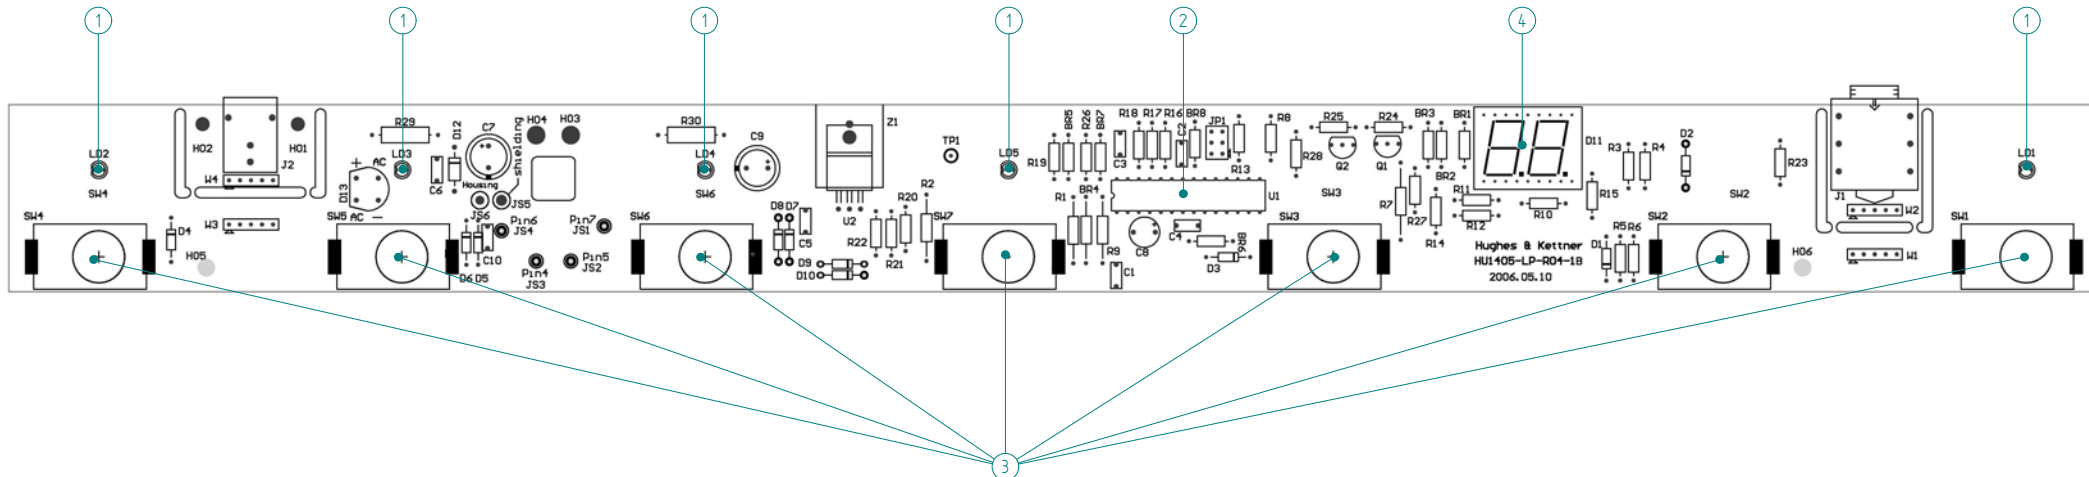 1 1 1 1 2 4 1
R29 D12 C7 shielding H04 H03 R30 C9 Z1 TP1 BR5 R26 BR7 R18 R17 R16 C2 BR8 JP1 R8 R25 R24 BR3 BR1 D2
H02 H01 J2 W4
LD2 LD3 LD4 LD5 LD1
AC D13 AC
+
−
C6 Housing JS5 JS6
R19 C3 R13 R28 Q2 Q1 BR2 D11 R3 R4 R23
SW4 SW6 SW3 SW2
R20 R2 R1 BR4 U1 R7 R27 R11 R12 R14 R10 R15 J1 W2
SW4 W3 D4 H05 SW5 Pin6 JS4 Pin7 JS1 SW6 D8 D7 C5 U2 R22 R21 SW7 R9 C8 C4 BR6 SW3 SW2 SW1
D6 D5 C10 Pin4 JS3 Pin5 JS2 D9 D10 C1 D3 D1 R5 R6 H06 W1
Hughes & Kettner
HU1405-LP-R04-1B
2006.05.10
3